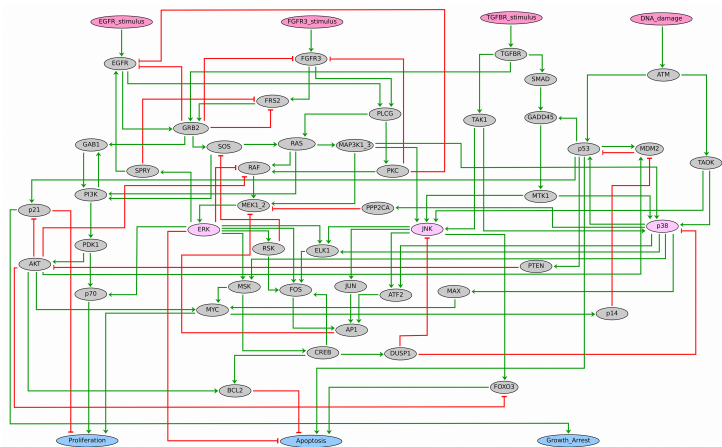 EGFR_stimulus
FGFR3_stimulus
TGFBR_stimulus
DNA_damage
EGFR
FGFR3
TGFBR
ATM
SMAD
FRS2
PLCG
GADD45
TAK1
GRB2
GAB1
SOS
RAS
MAP3K1_3
p53
MDM2
TAOK
SPRY
RAF
PKC
PI3K
MTK1
p21
MEK1_2
PPP2CA
ERK
JNK
p38
PDK1
RSK
ELK1
AKT
PTEN
p70
MSK
FOS
JUN
ATF2
MAX
MYC
p14
AP1
CREB
DUSP1
BCL2
FOXO3
Proliferation
Apoptosis
Growth_Arrest